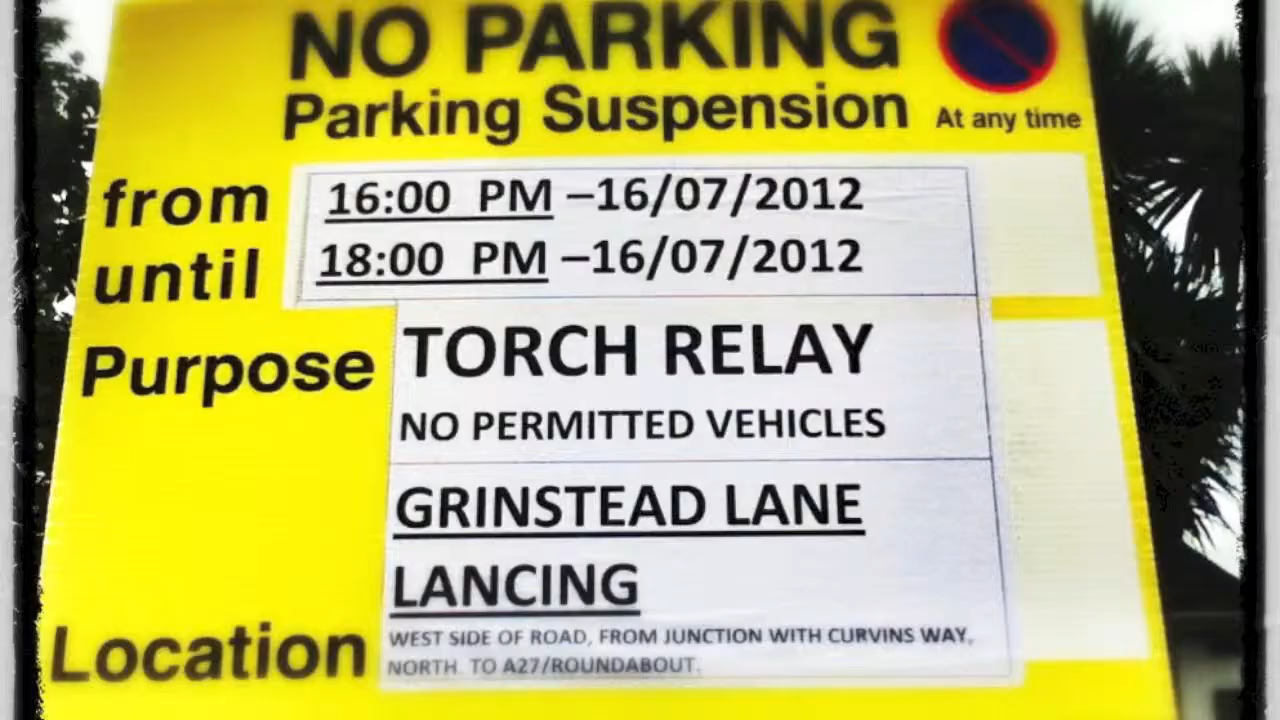 NO PARKING
Parking Suspension
At any time
from 16:00 PM –16/07/2012
until 18:00 PM –16/07/2012
Purpose TORCH RELAY
NO PERMITTED VEHICLES
GRINSTEAD LANE
LANCING
Location WEST SIDE OF ROAD, FROM JUNCTION WITH CURVINS WAY,
NORTH TO A27/ROUNDABOUT.